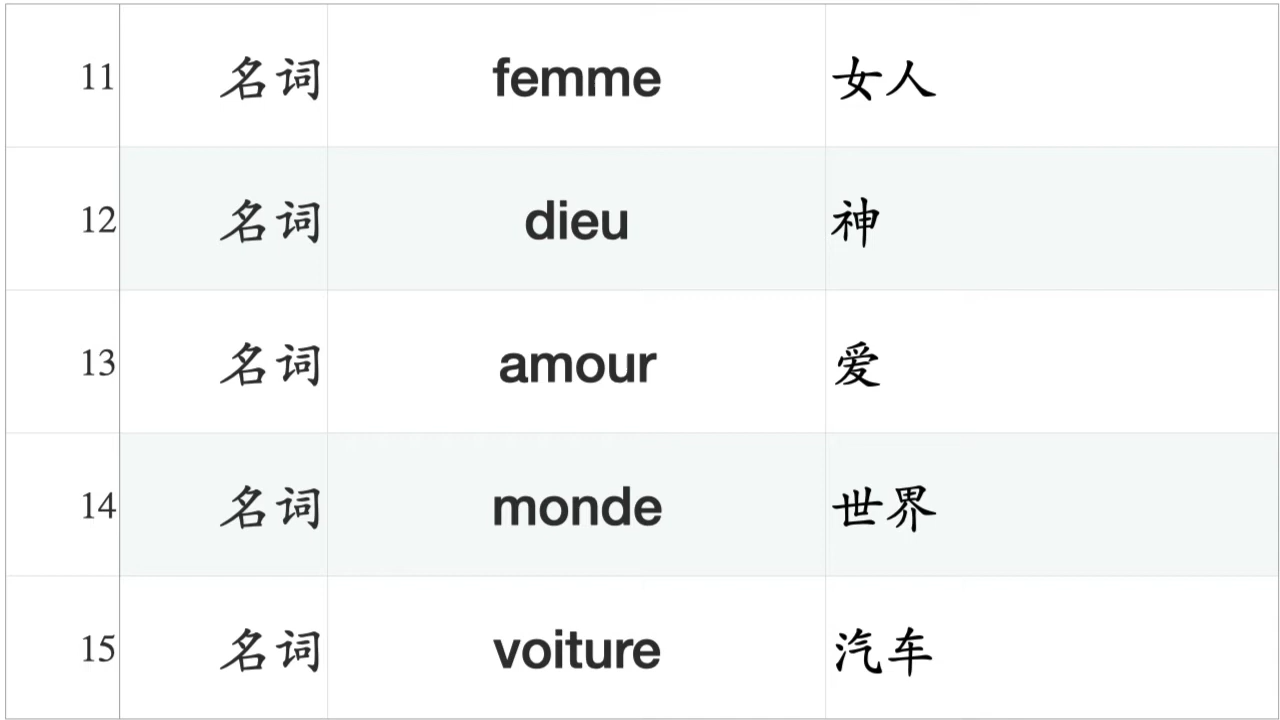 11 名词 femme 女人
12 名词 dieu 神
13 名词 amour 爱
14 名词 monde 世界
15 名词 voiture 汽车